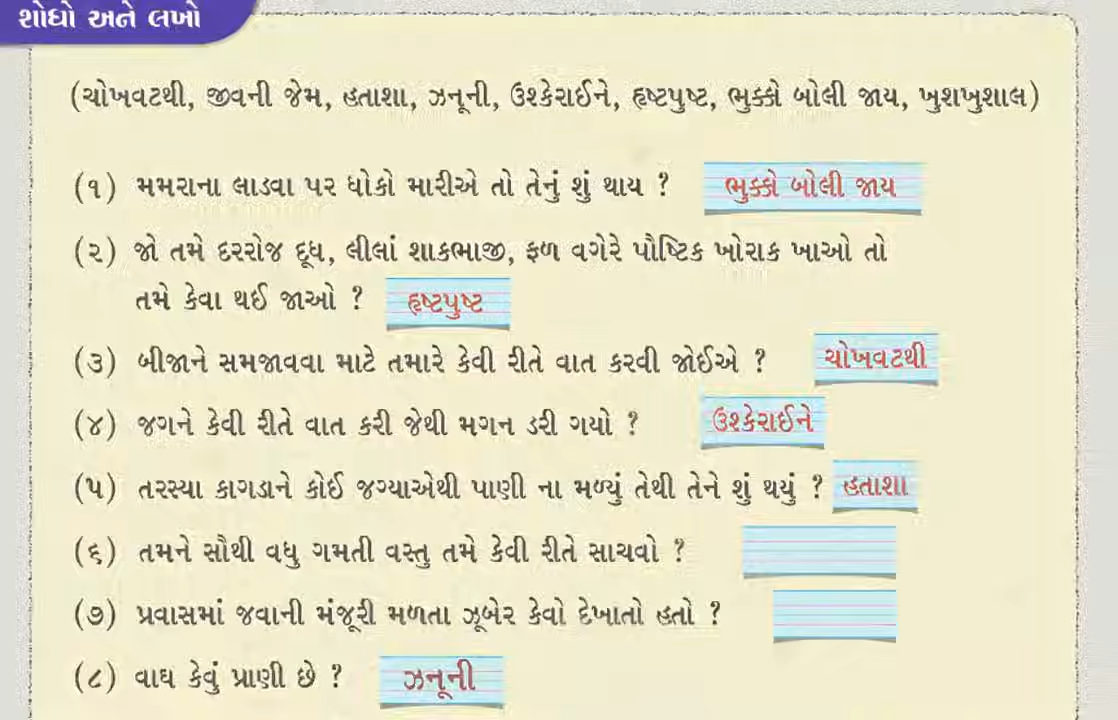 શોધો અને લખો
(ચોખવટથી, જીવની જેમ, હતાશા, ઝનૂની, ઉશ્કેરાઈને, હૃષ્ટપુષ્ટ, ભુક્કો બોલી જાય, ખુશખુશાલ)
(૧) મમરાના લાડવા પર ધોકો મારીએ તો તેનું શું થાય ? ભુક્કો બોલી જાય
(૨) જો તમે દરરોજ દૂધ, લીલાં શાકભાજી, ફળ વગેરે પૌષ્ટિક ખોરાક ખાઓ તો
તમે કેવા થઈ જાઓ ? હૃષ્ટપુષ્ટ
(૩) બીજાને સમજાવવા માટે તમારે કેવી રીતે વાત કરવી જોઈએ ? ચોખવટથી
(૪) જગને કેવી રીતે વાત કરી જેથી મગન ડરી ગયો ? ઉશ્કેરાઈને
(૫) તરસ્યા કાગડાને કોઈ જગ્યાએથી પાણી ના મળ્યું તેથી તેને શું થયું ? હતાશા
(૬) તમને સૌથી વધુ ગમતી વસ્તુ તમે કેવી રીતે સાચવો ?
(૭) પ્રવાસમાં જવાની મંજૂરી મળતા ઝૂબેર કેવો દેખાતો હતો ?
(૮) વાઘ કેવું પ્રાણી છે ? ઝનૂની